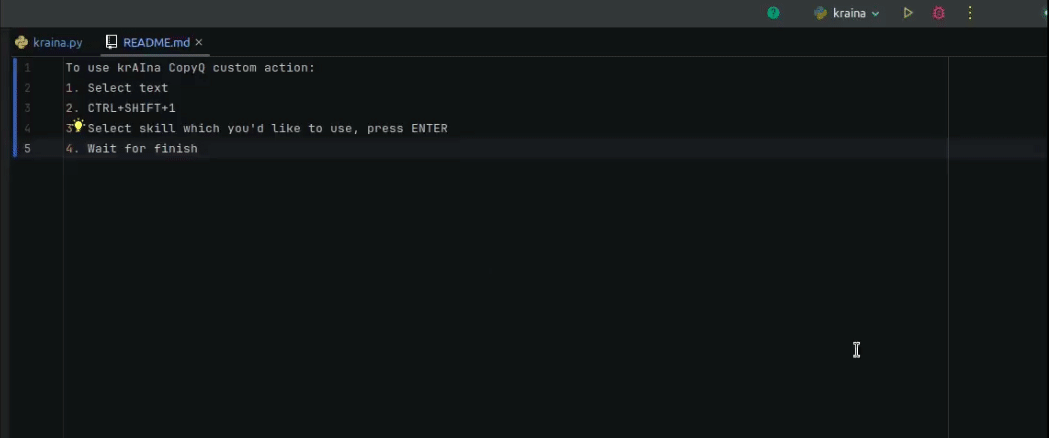 kraina
kraina.py
README.md
1 To use krAIna CopyQ custom action:
2 1. Select text
3 2. CTRL+SHIFT+1
4 3 Select skill which you'd like to use, press ENTER
5 4. Wait for finish